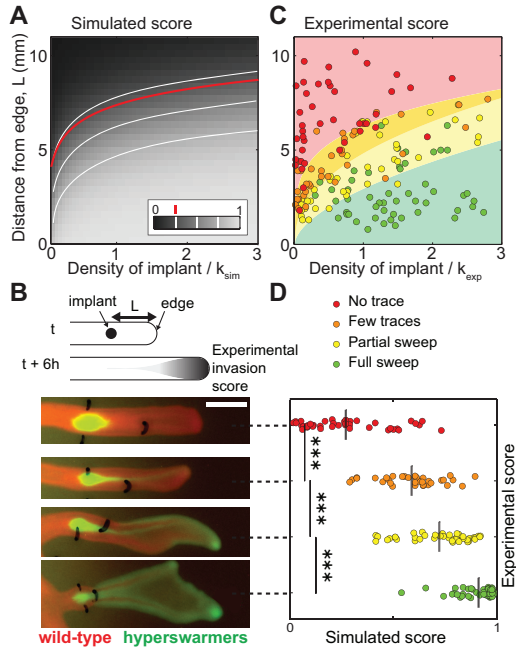 A
Simulated score
Distance from edge, L (mm)
10
5
0
0
1
2
3
0
1
Density of implant / k_sim
C
Experimental score
10
5
0
0
1
2
3
Density of implant / k_exp
B
implant
L
edge
t
t + 6h
Experimental
invasion
score
wild-type
hyperswarmers
No trace
Few traces
Partial sweep
Full sweep
D
***
***
***
0
1
Simulated score
Experimental score